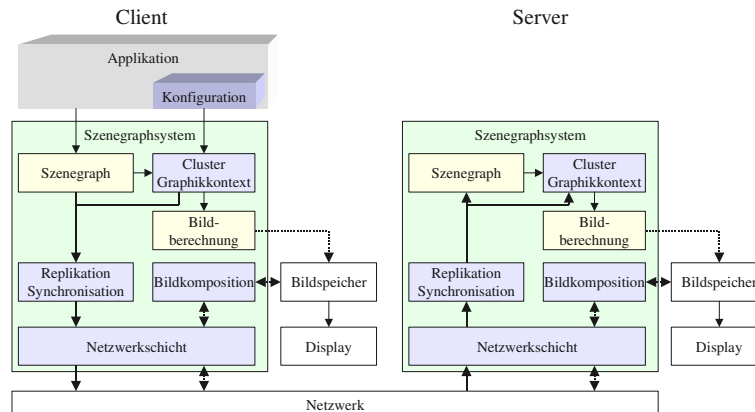 Client
Server
Applikation
Konfiguration
Szenegraphsystem
Szenegraph
Cluster
Graphikkontext
Bild-
berechnung
Replikation
Synchronisation
Bildkomposition
Bildspeicher
Netzwerkschicht
Display
Szenegraphsystem
Szenegraph
Cluster
Graphikkontext
Bild-
berechnung
Replikation
Synchronisation
Bildkomposition
Bildspeicher
Netzwerkschicht
Display
Netzwerk